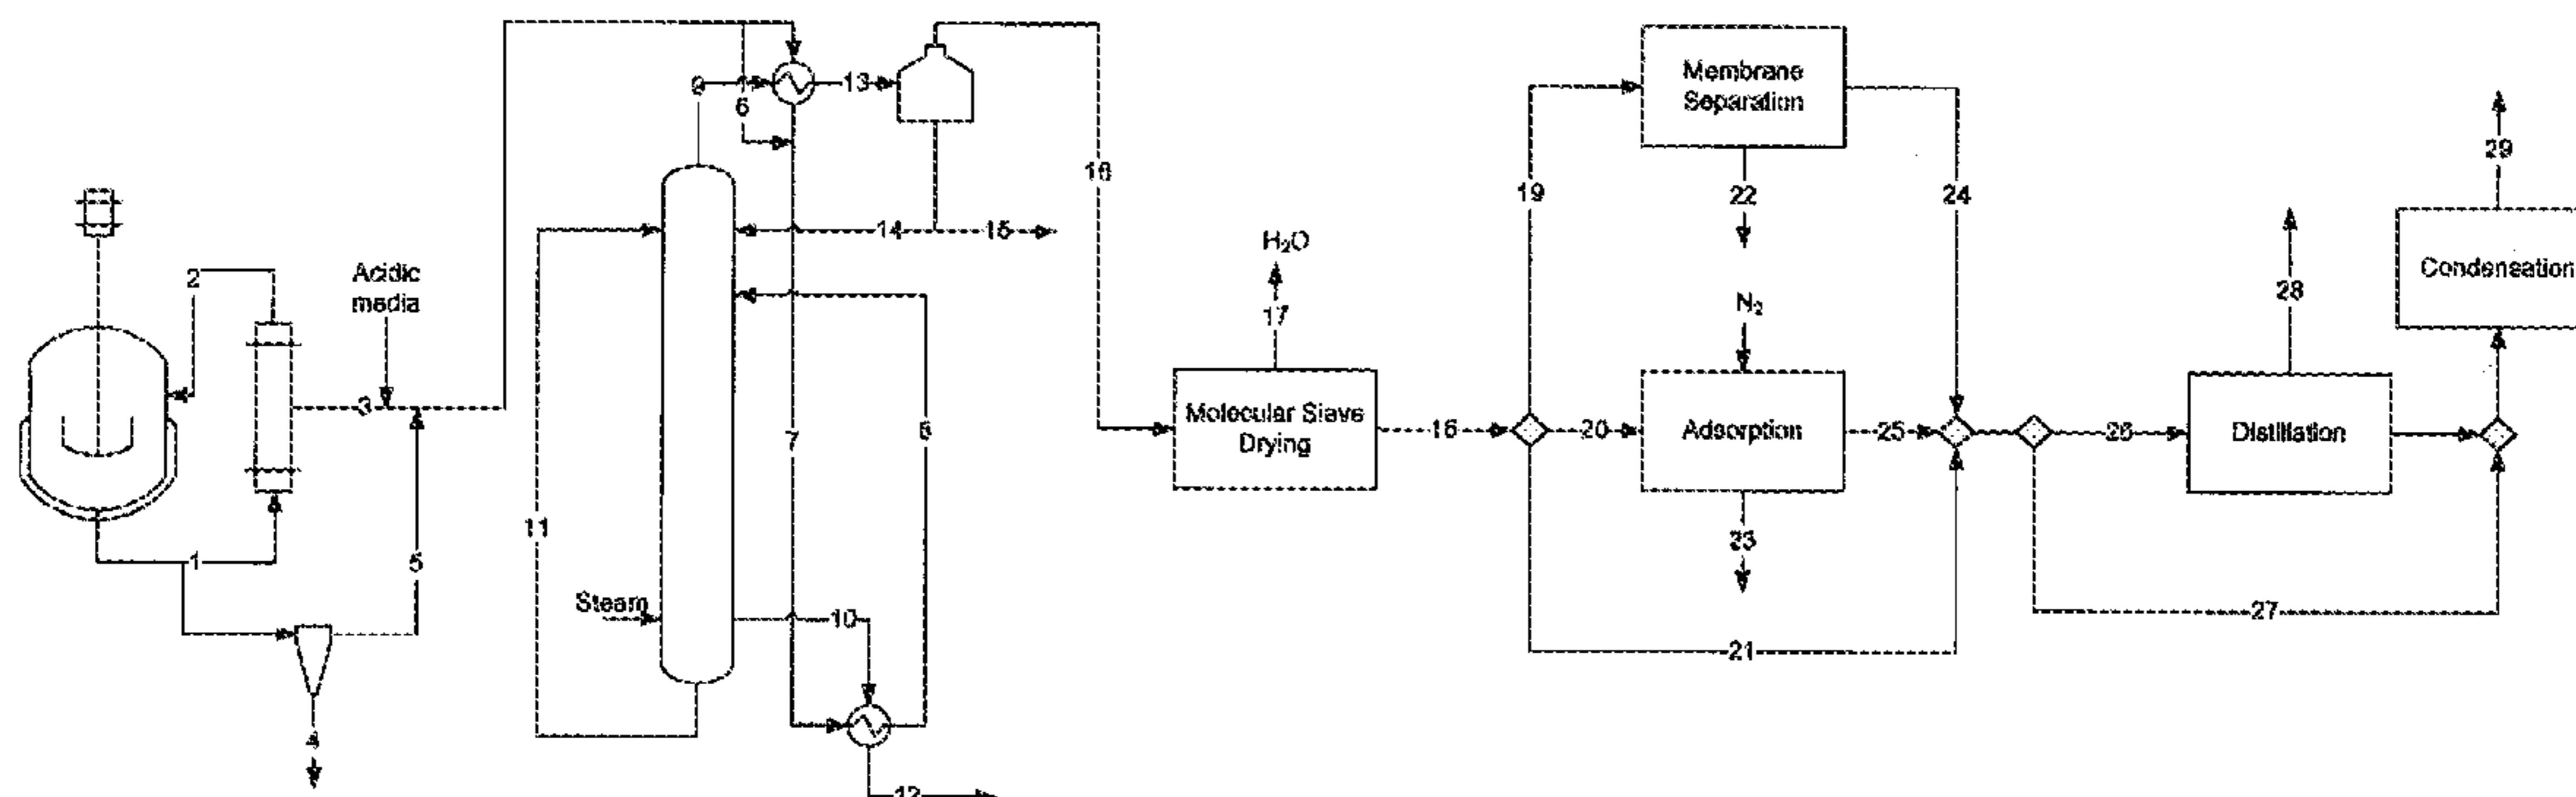 Membrane
Separation
9
13
6
29
16
2
19
22
24
14
15
H₂O
Condensation
Acidic
media
28
N₂
17
3
7
8
Molecular Sieve
Drying
16
20
Adsorption
25
26
Distillation
11
23
1
5
Steam
10
27
21
4
12